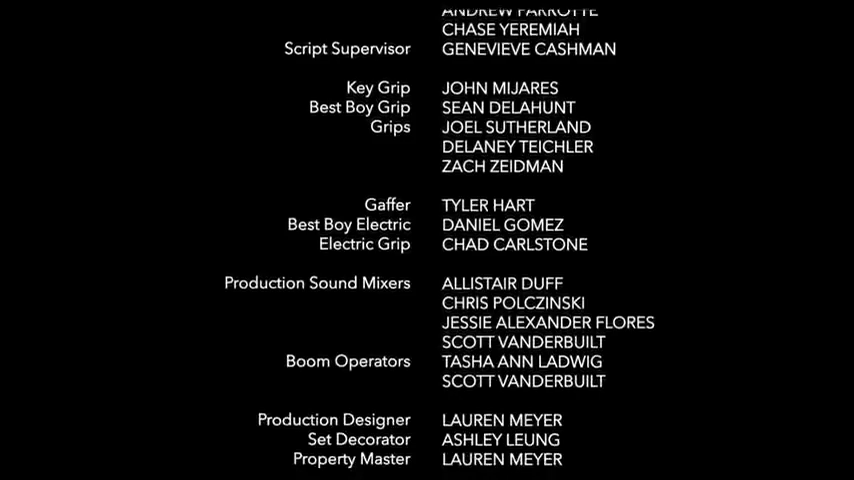 ANDREW PARROTTE
CHASE YEREMIAH
Script Supervisor GENEVIEVE CASHMAN
Key Grip JOHN MIJARES
Best Boy Grip SEAN DELAHUNT
Grips JOEL SUTHERLAND
DELANEY TEICHLER
ZACH ZEIDMAN
Gaffer TYLER HART
Best Boy Electric DANIEL GOMEZ
Electric Grip CHAD CARLSTONE
Production Sound Mixers ALLISTAIR DUFF
CHRIS POLCZINSKI
JESSIE ALEXANDER FLORES
SCOTT VANDERBUILT
Boom Operators TASHA ANN LADWIG
SCOTT VANDERBUILT
Production Designer LAUREN MEYER
Set Decorator ASHLEY LEUNG
Property Master LAUREN MEYER